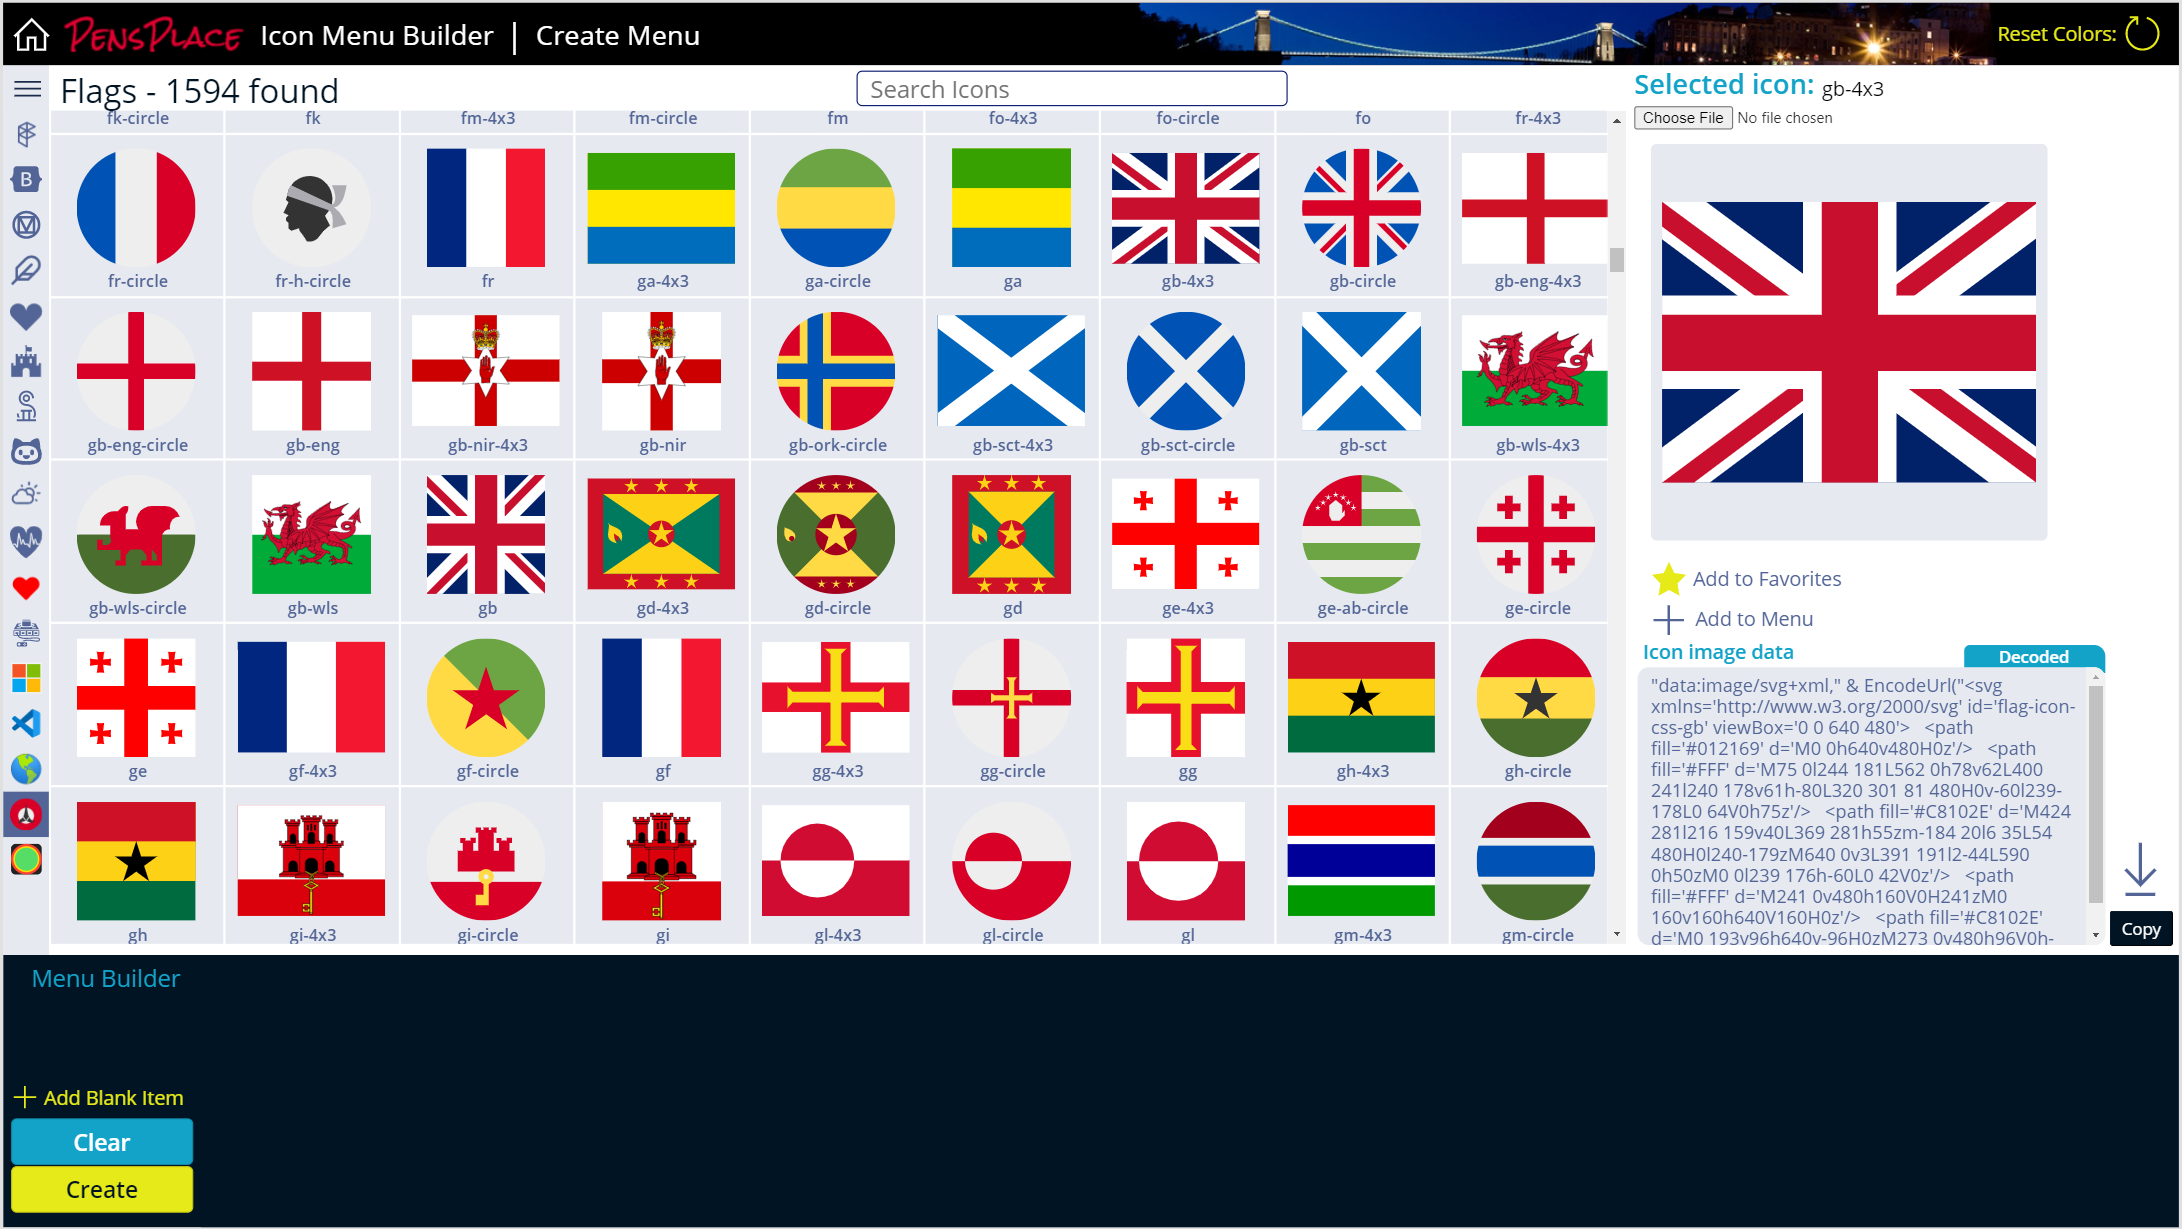 PENSPLACE Icon Menu Builder | Create Menu
Reset Colors:
Flags - 1594 found
Search Icons
Selected icon: gb-4x3
Choose File No file chosen
fk-circle fk fm-4x3 fm-circle fm fo-4x3 fo-circle fo fr-4x3
fr-circle fr-h-circle fr ga-4x3 ga-circle ga gb-4x3 gb-circle gb-eng-4x3
gb-eng-circle gb-eng gb-nir-4x3 gb-nir gb-ork-circle gb-sct-4x3 gb-sct-circle gb-sct gb-wls-4x3
gb-wls-circle gb-wls gb gd-4x3 gd-circle gd ge-4x3 ge-ab-circle ge-circle
ge gf-4x3 gf-circle gf gg-4x3 gg-circle gg gh-4x3 gh-circle
gh gi-4x3 gi-circle gi gl-4x3 gl-circle gl gm-4x3 gm-circle
Add to Favorites
Add to Menu
Icon image data
Decoded
"data:image/svg+xml," & EncodeUrl("<svg
xmlns='http://www.w3.org/2000/svg' id='flag-icon-
css-gb' viewBox='0 0 640 480'> <path
fill='#012169' d='M0 0h640v480H0z'/> <path
fill='#FFF' d='M75 0l244 181L562 0h78v62L400
241l240 178v61h-80L320 301 81 480H0v-60l239-
178L0 64V0h75z'/> <path fill='#C8102E' d='M424
281l216 159v40L369 281h55zm-184 20l6 35L54
480H0l240-179zM640 0v3L391 191l2-44L590
0h50zM0 0l239 176h-60L0 42V0z'/> <path
fill='#FFF' d='M241 0v480h160V0H241zM0
160v160h640V160H0z'/> <path fill='#C8102E'
d='M0 193v96h640v-96H0zM273 0v480h96V0h-
Copy
Menu Builder
Add Blank Item
Clear
Create